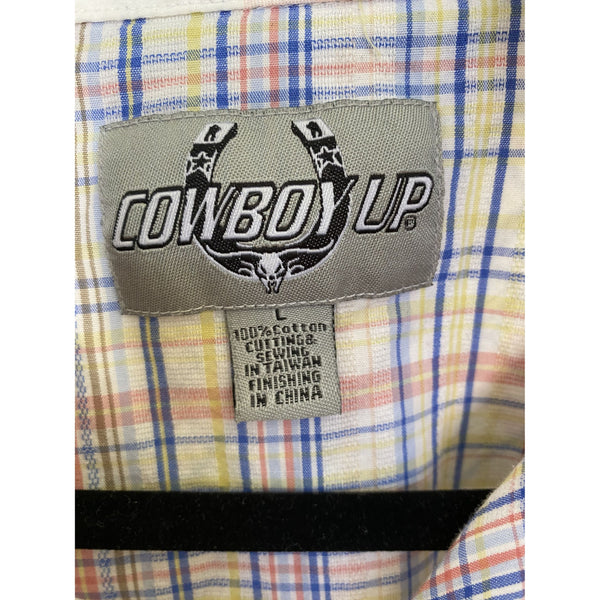 COWBOY UP®
L
100% Cotton
CUTTING&
SEWING
IN TAIWAN
FINISHING
IN CHINA